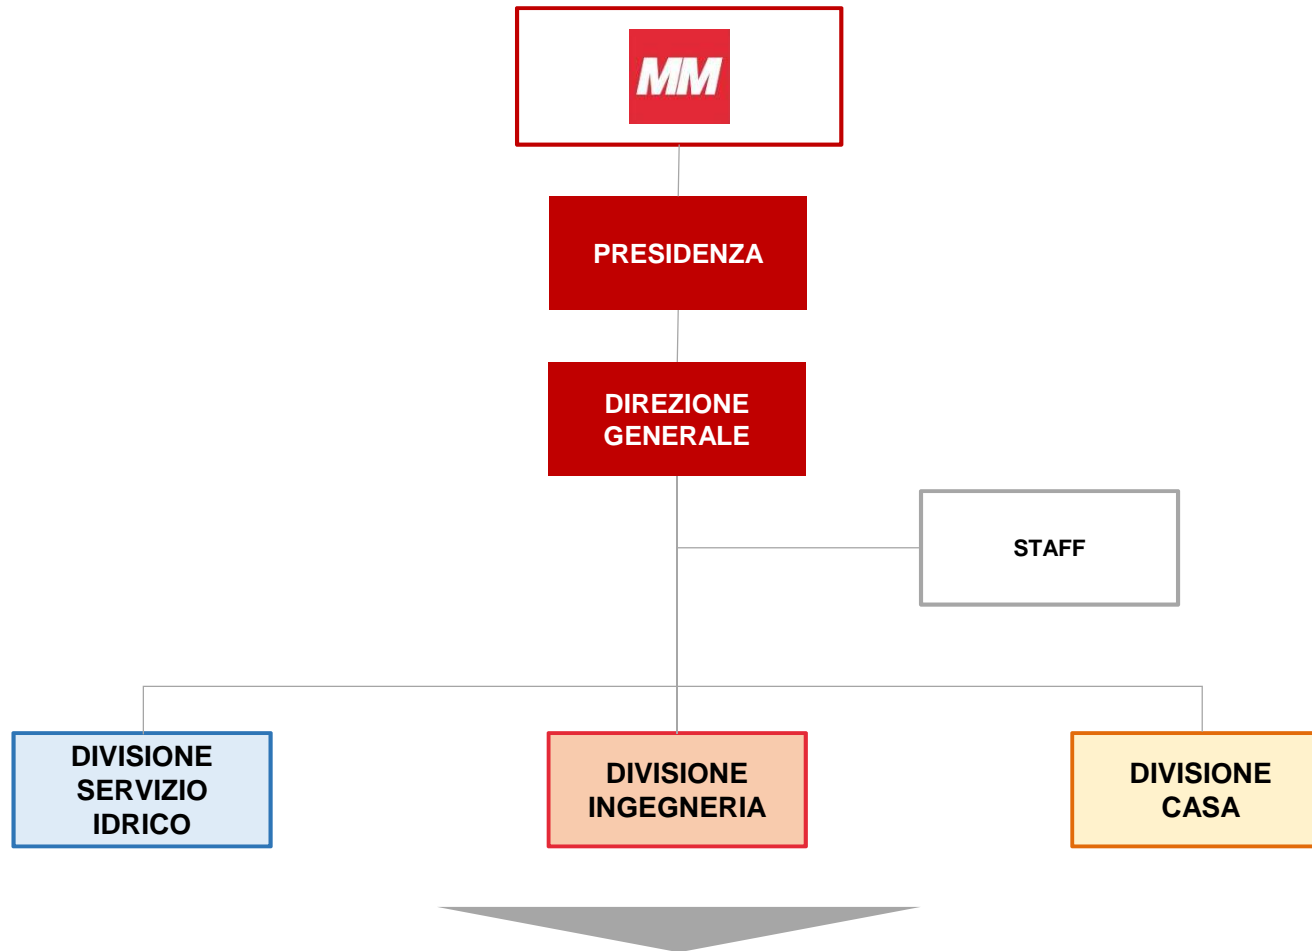 MM
PRESIDENZA
DIREZIONE
GENERALE
STAFF
DIVISIONE
SERVIZIO
IDRICO
DIVISIONE
INGEGNERIA
DIVISIONE
CASA